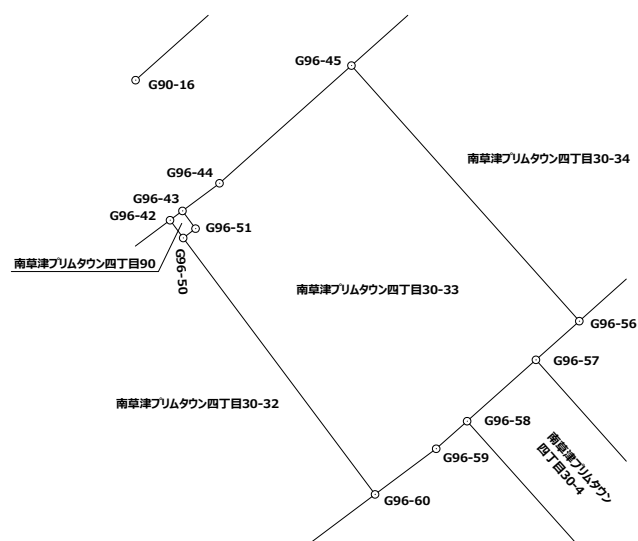 G96-45
G90-16
南草津プリムタウン四丁目30-34
G96-44
G96-43
G96-42
G96-51
南草津プリムタウン四丁目90
G96-50
南草津プリムタウン四丁目30-33
G96-56
G96-57
南草津プリムタウン四丁目30-32
G96-58
南草津プリムタウン
四丁目30-4
G96-59
G96-60